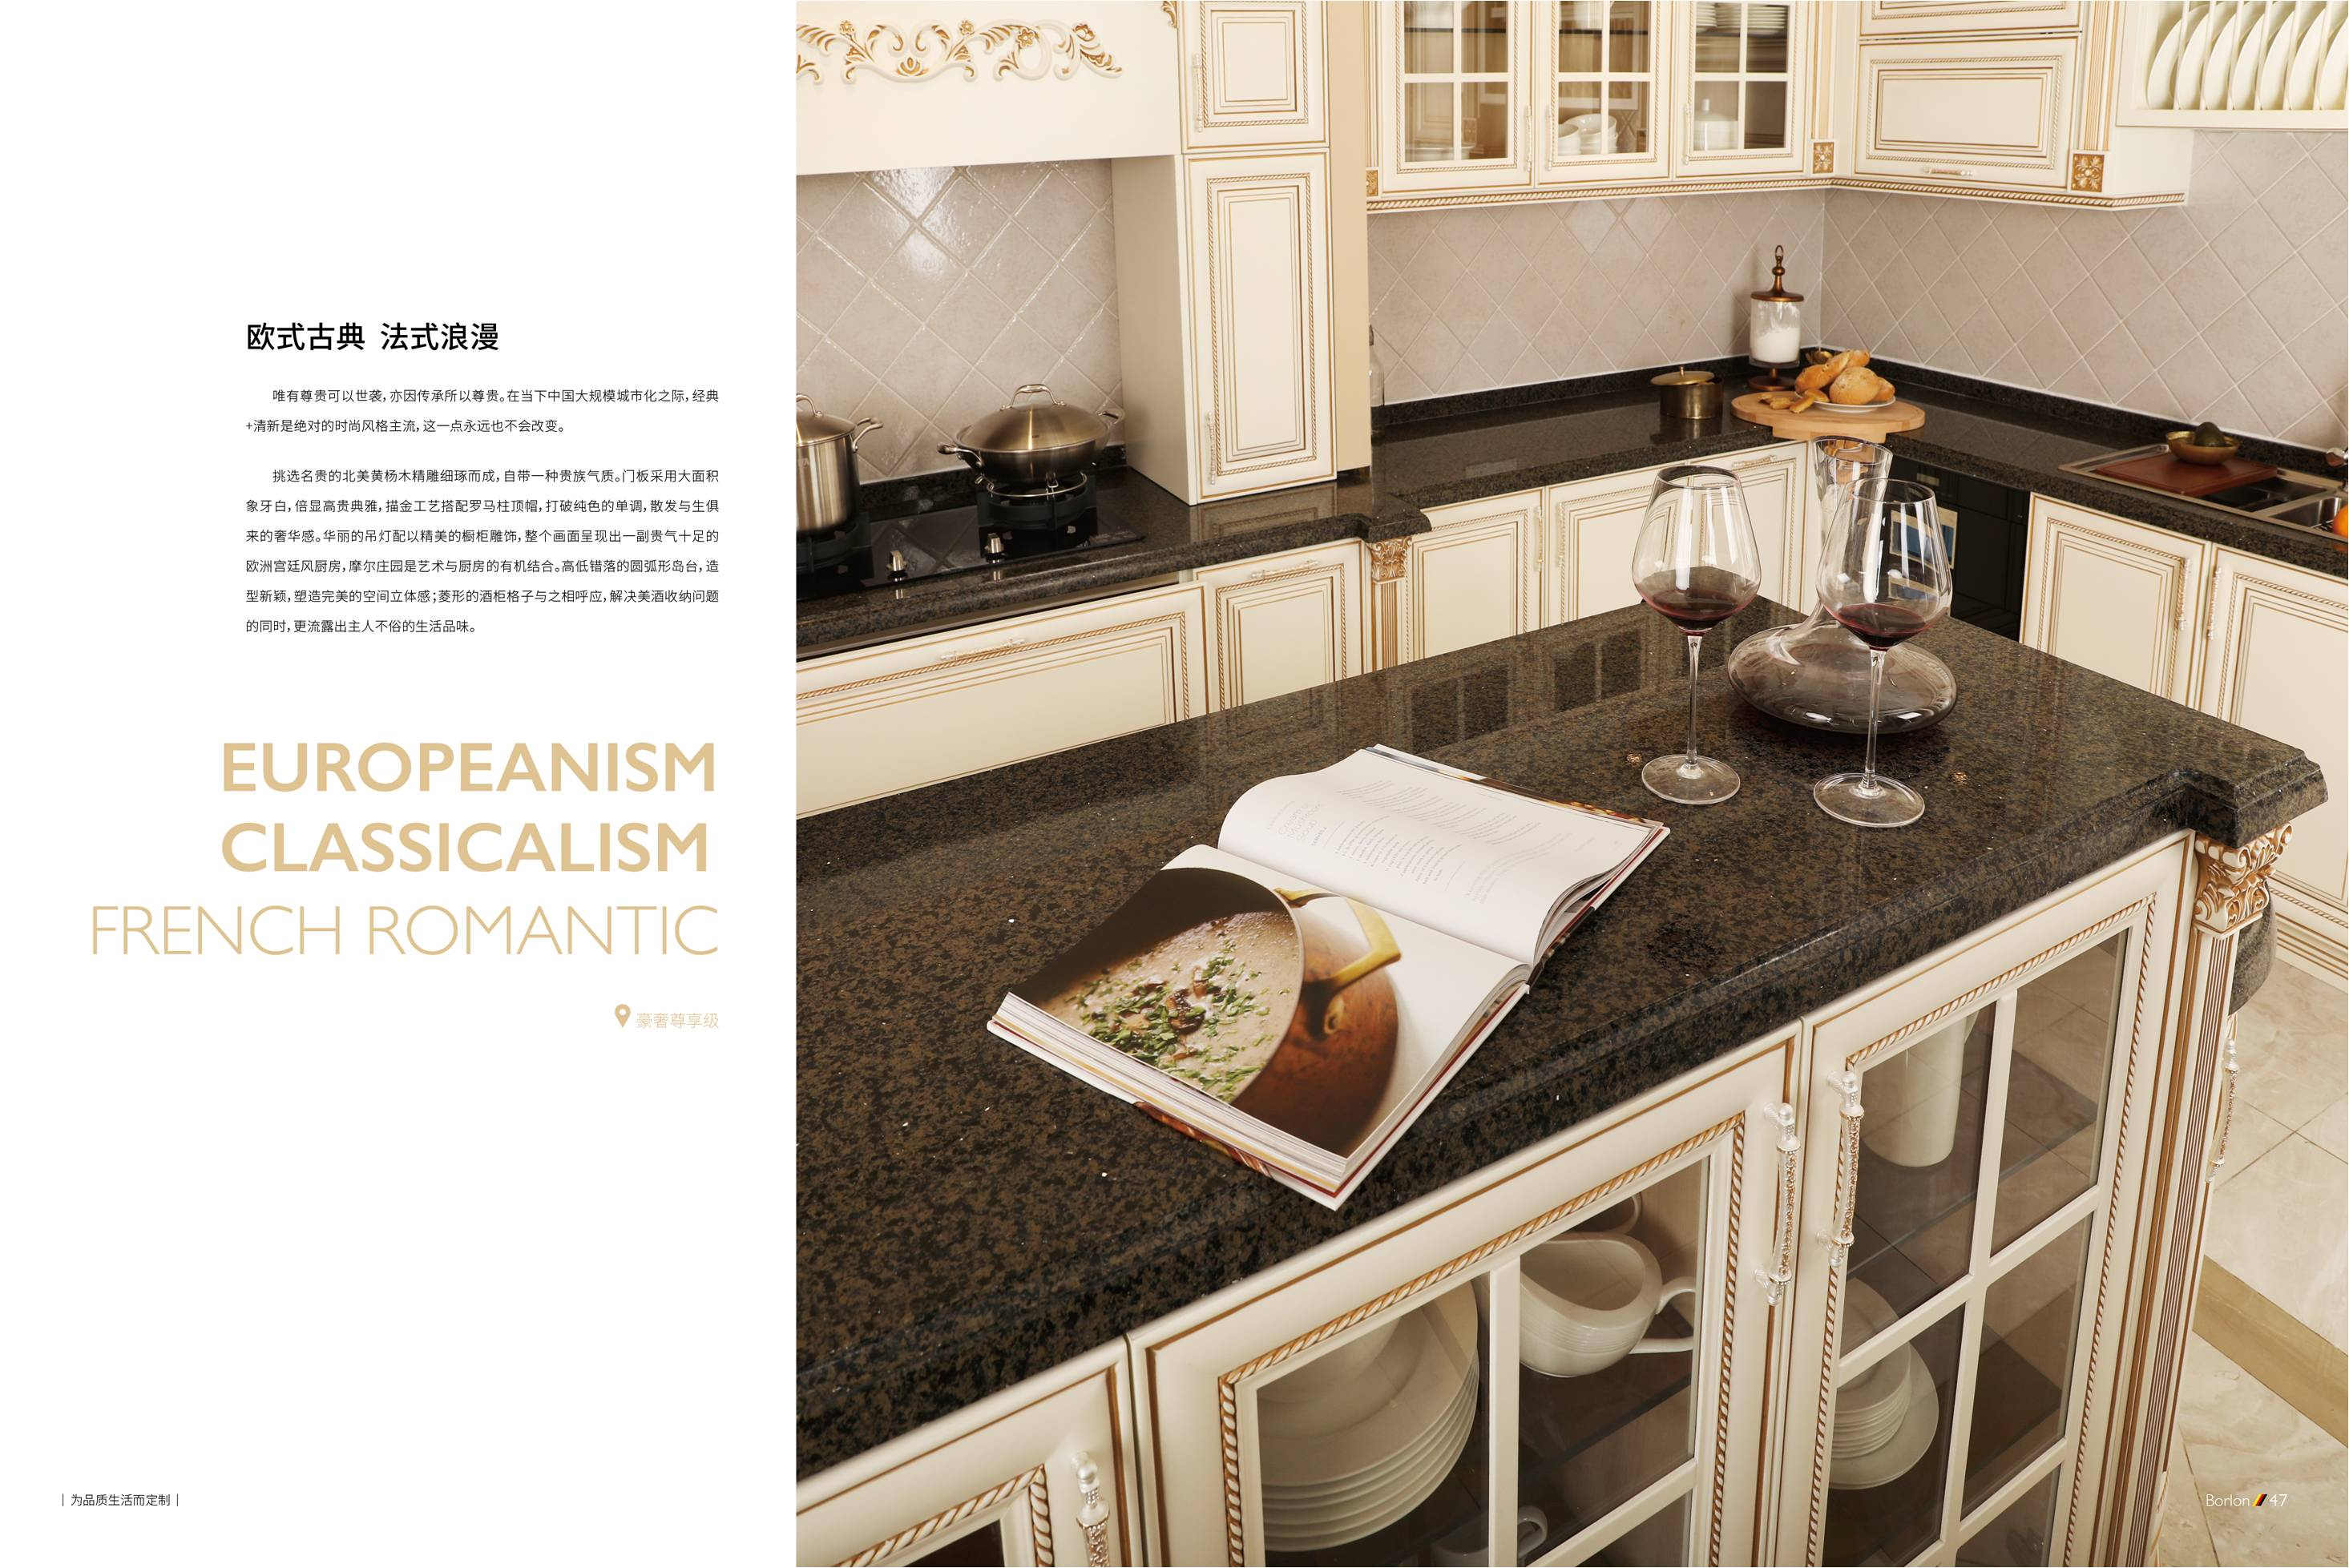 欧式古典 法式浪漫
唯有尊贵可以世袭，亦因传承所以尊贵。在当下中国大规模城市化之际，经典
+清新是绝对的时尚风格主流，这一点永远也不会改变。
挑选名贵的北美黄杨木精雕细琢而成，自带一种贵族气质。门板采用大面积
象牙白，倍显高贵典雅，描金工艺搭配罗马柱顶帽，打破纯色的单调，散发与生俱
来的奢华感。华丽的吊灯配以精美的橱柜雕饰，整个画面呈现出一副贵气十足的
欧洲宫廷风厨房，摩尔庄园是艺术与厨房的有机结合。高低错落的圆弧形岛台，造
型新颖，塑造完美的空间立体感；菱形的酒柜格子与之相呼应，解决美酒收纳问题
的同时，更流露出主人不俗的生活品味。
EUROPEANISM
CLASSICALISM
FRENCH ROMANTIC
豪奢尊享级
| 为品质生活而定制 |
Borlon 47